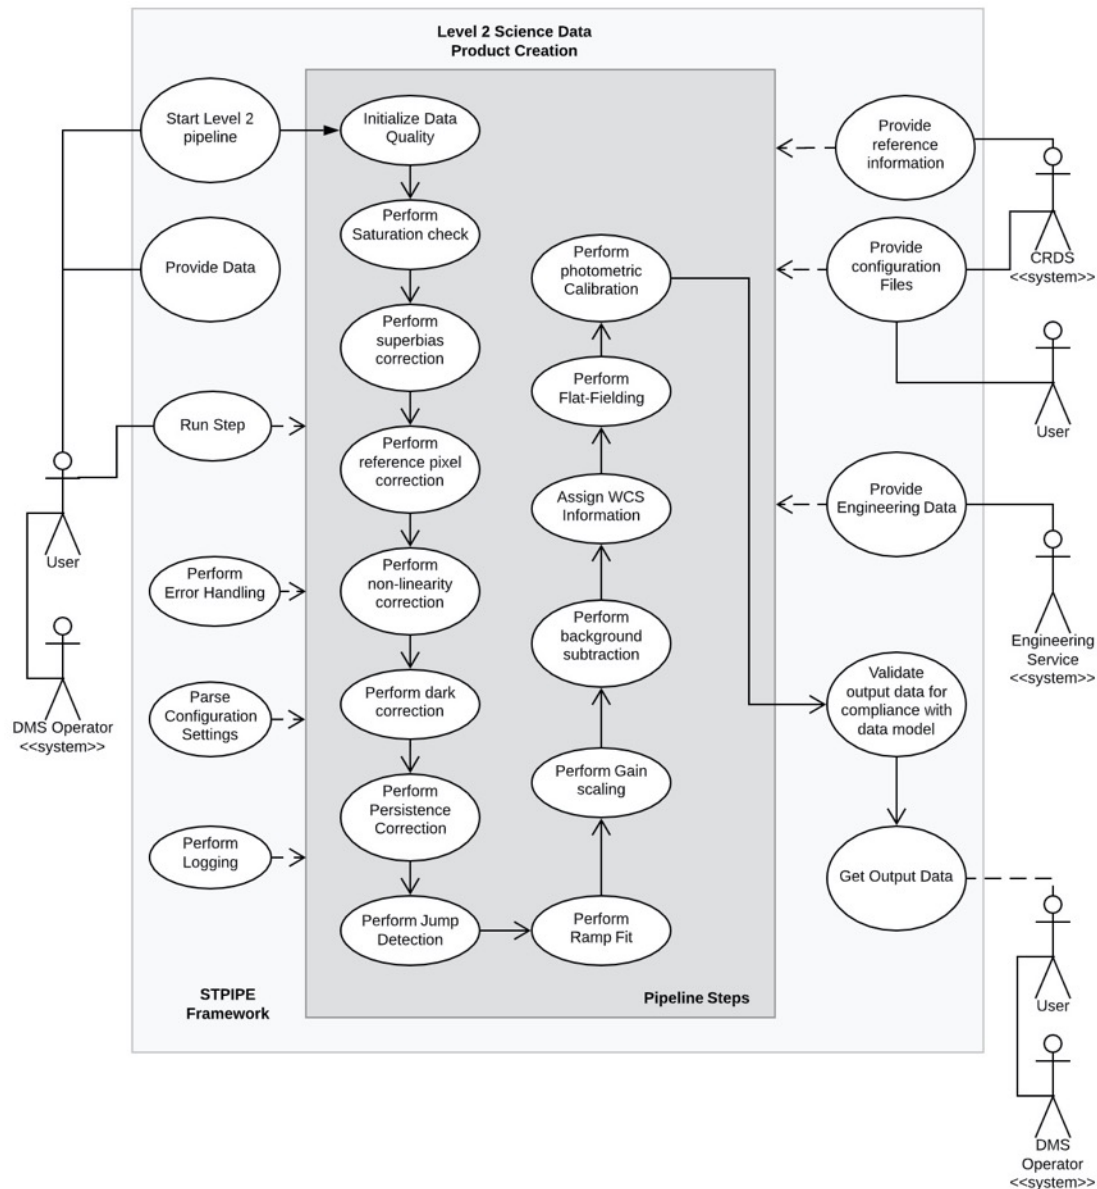 Level 2 Science Data
Product Creation
Start Level 2
pipeline
Provide Data
Run Step
User
Perform
Error Handling
Parse
Configuration
Settings
DMS Operator
<<system>>
Perform
Logging
STPIPE
Framework
Initialize Data
Quality
Perform
Saturation check
Perform
superbias
correction
Perform
reference pixel
correction
Perform
non-linearity
correction
Perform dark
correction
Perform
Persistence
Correction
Perform Jump
Detection
Perform
Ramp Fit
Perform Gain
scaling
Perform
background
subtraction
Assign WCS
Information
Perform
Flat-Fielding
Perform
photometric
Calibration
Pipeline Steps
Provide
reference
information
Provide
configuration
Files
CRDS
<<system>>
User
Provide
Engineering Data
Engineering
Service
<<system>>
Validate
output data for
compliance with
data model
Get Output Data
User
DMS
Operator
<<system>>